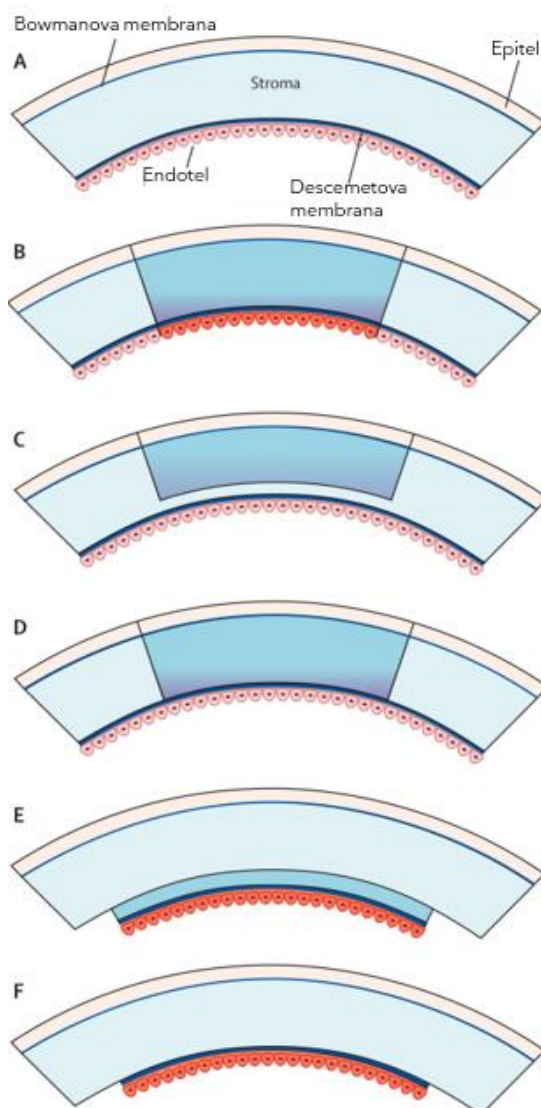 Bowmanova membrana
Epitel
A
Stroma
Endotel
Descemetova
membrana
B
C
D
E
F